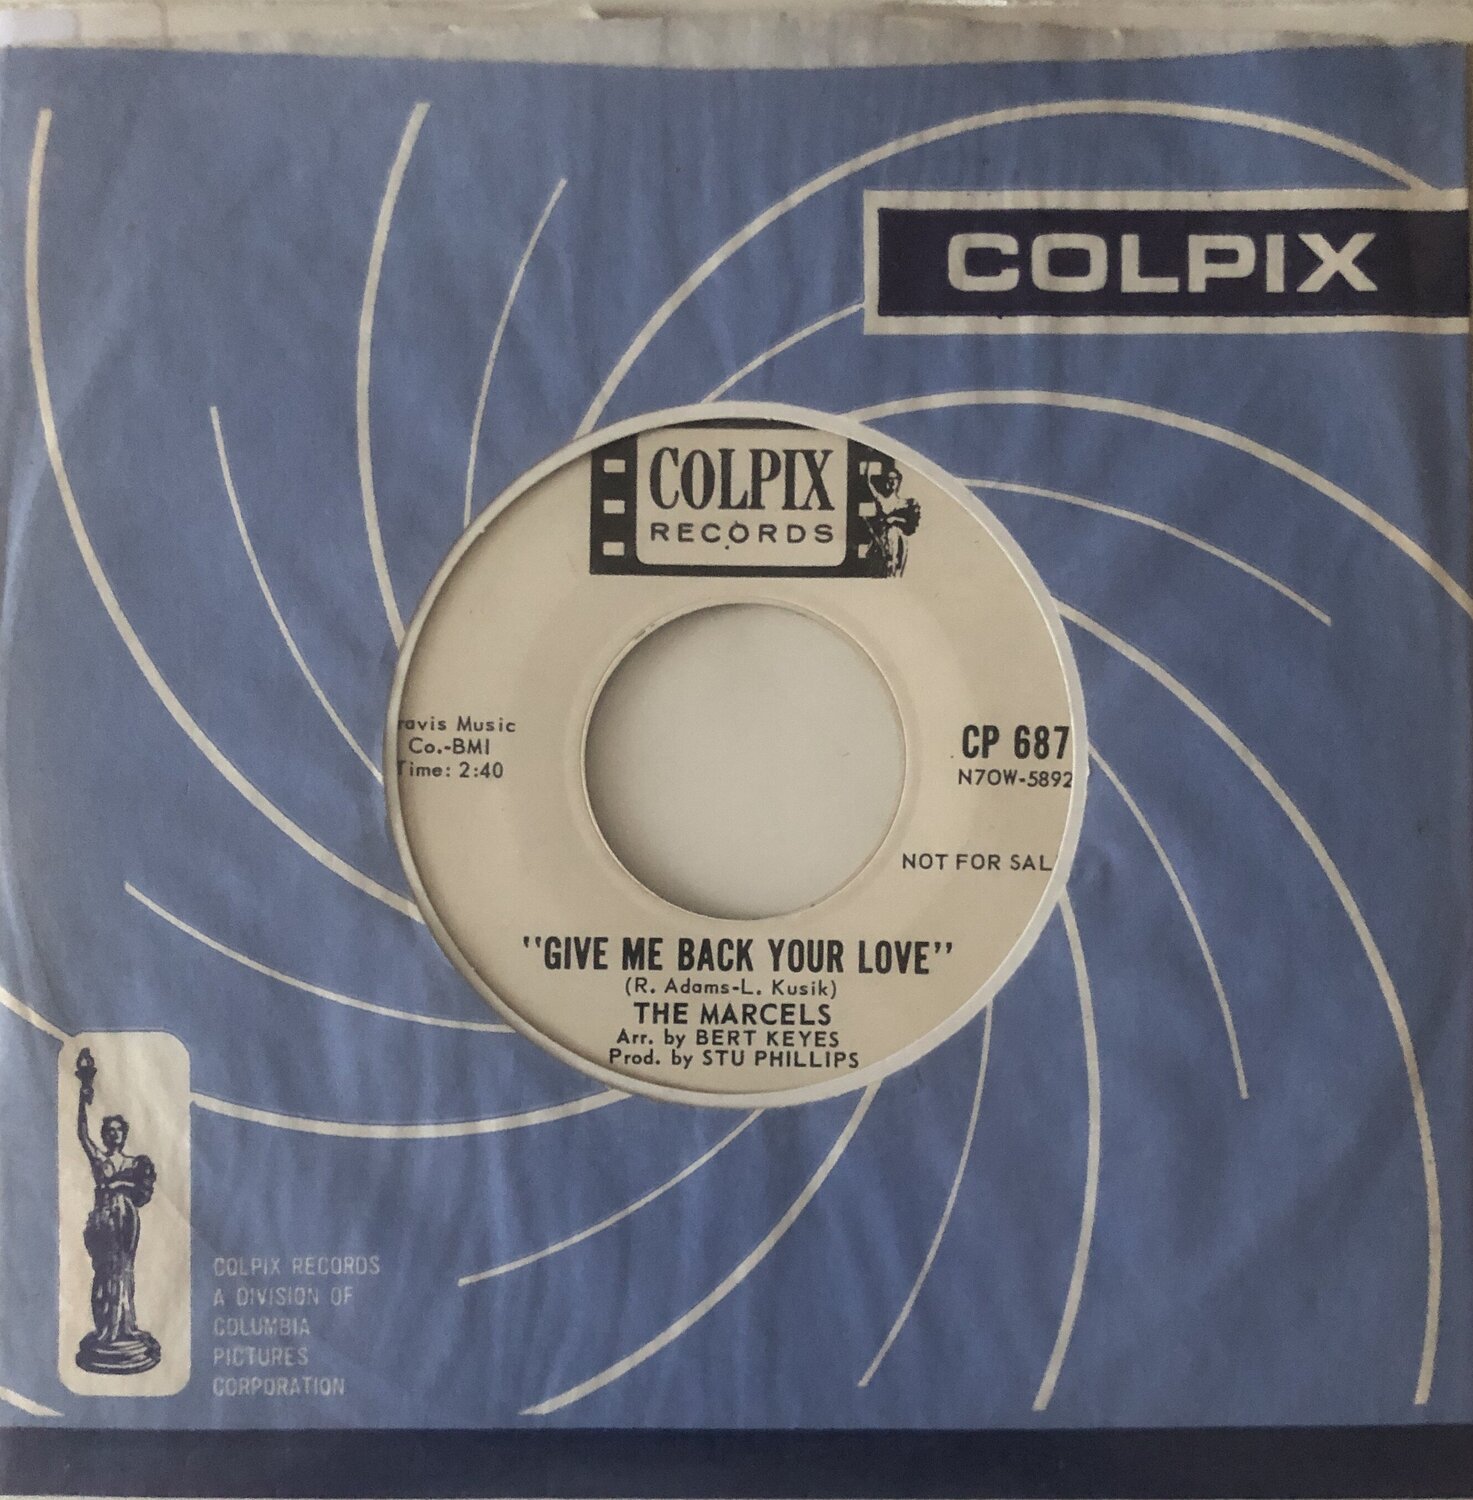 COLPIX
COLPIX
RECORDS
ravis Music
Co.-BMI
Time: 2:40
CP 687
N7OW-5892
NOT FOR SAL
"GIVE ME BACK YOUR LOVE"
(R. Adams-L. Kusik)
THE MARCELS
Arr. by BERT KEYES
Prod. by STU PHILLIPS
COLPIX RECORDS
A DIVISION OF
COLUMBIA
PICTURES
CORPORATION